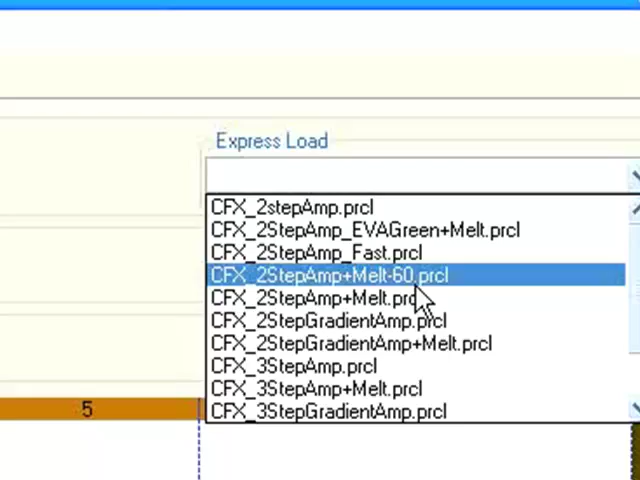 Express Load
CFX_2stepAmp.prcl
CFX_2StepAmp_EVAGreen+Melt.prcl
CFX_2StepAmp_Fast.prcl
CFX_2StepAmp+Melt-60.prcl
CFX_2StepAmp+Melt.prcl
CFX_2StepGradientAmp.prcl
CFX_2StepGradientAmp+Melt.prcl
CFX_3StepAmp.prcl
CFX_3StepAmp+Melt.prcl
CFX_3StepGradientAmp.prcl
5